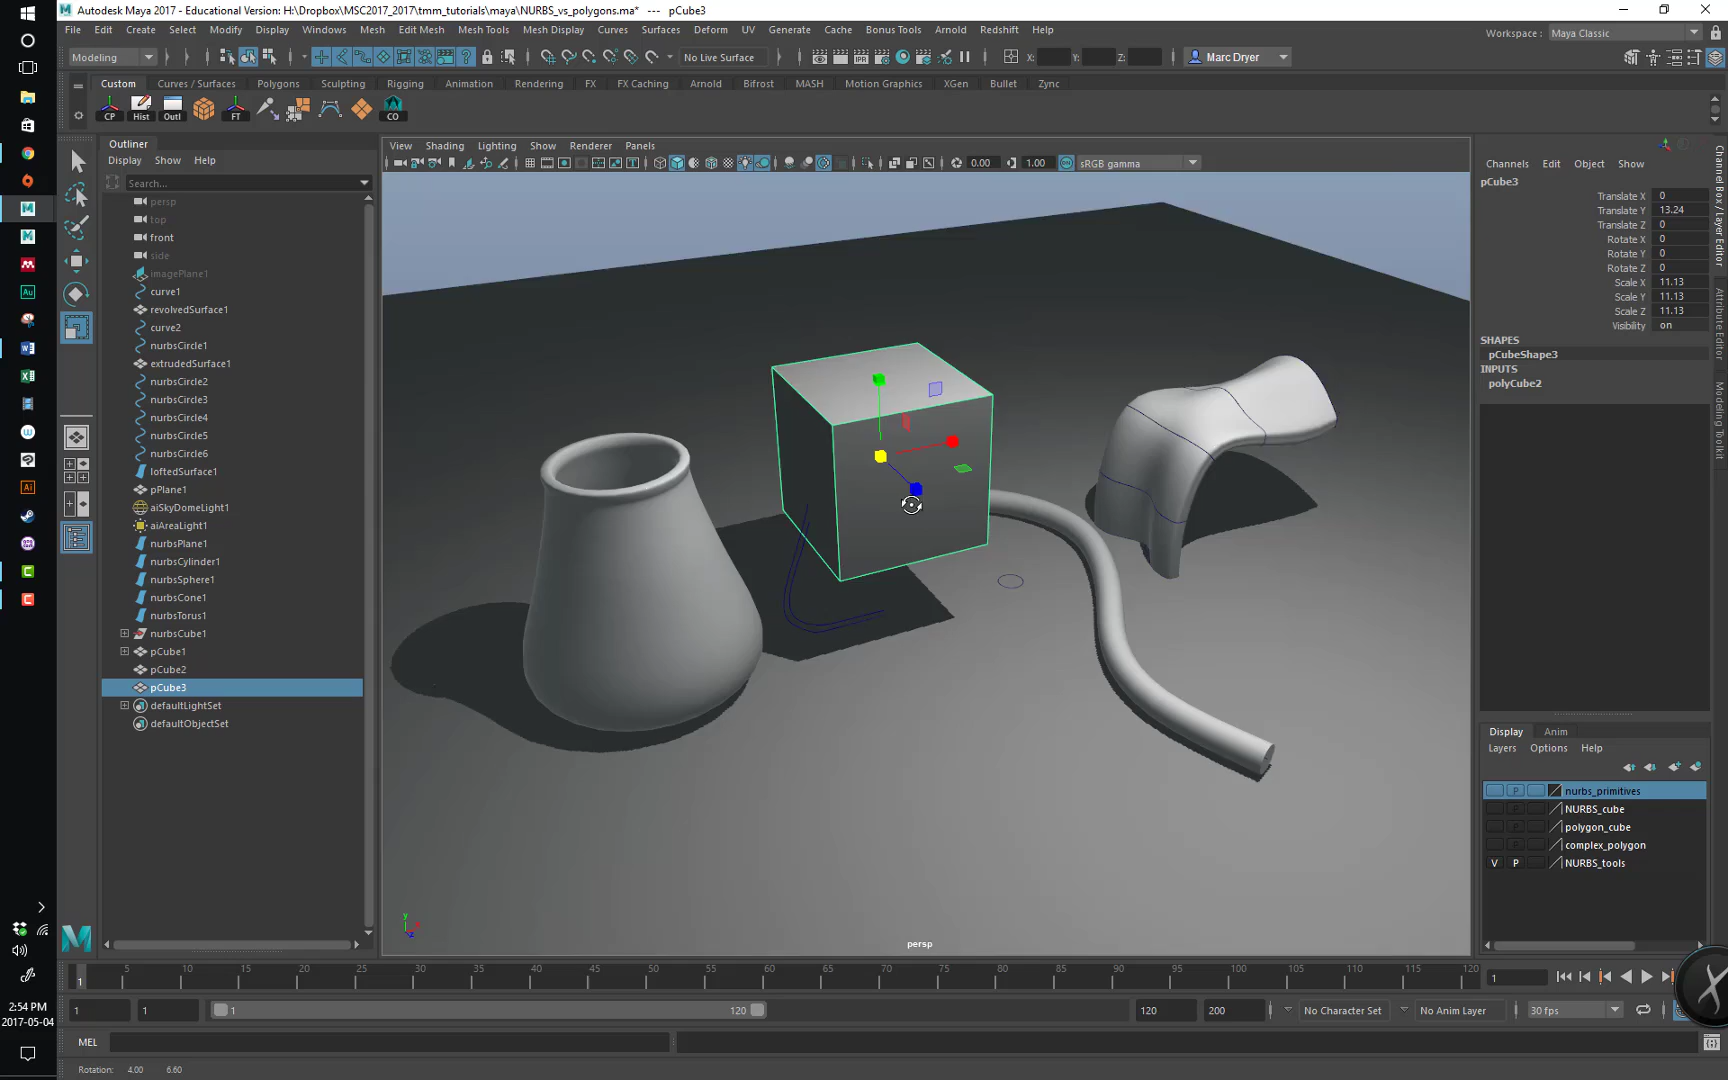 Autodesk Maya 2017 - Educational Version: H:\Dropbox\MSC2017_2017\tmm_tutorials\maya\NURBS_vs_polygons.ma* --- pCube3
File Edit Create Select Modify Display Windows Mesh Edit Mesh Mesh Tools Mesh Display Curves Surfaces Deform UV Generate Cache Bonus Tools Arnold Redshift Help
Workspace : Maya Classic
Modeling No Live Surface X: Y: Z: Marc Dryer
Custom Curves / Surfaces Polygons Sculpting Rigging Animation Rendering FX FX Caching Arnold Bifrost MASH Motion Graphics XGen Bullet Zync
CP Hist Outl FT CO
Outliner
Display Show Help
Search...
persp
top
front
side
imagePlane1
curve1
revolvedSurface1
curve2
nurbsCircle1
extrudedSurface1
nurbsCircle2
nurbsCircle3
nurbsCircle4
nurbsCircle5
nurbsCircle6
loftedSurface1
pPlane1
aiSkyDomeLight1
aiAreaLight1
nurbsPlane1
nurbsCylinder1
nurbsSphere1
nurbsCone1
nurbsTorus1
nurbsCube1
pCube1
pCube2
pCube3
defaultLightSet
defaultObjectSet
View Shading Lighting Show Renderer Panels
0.00 1.00 sRGB gamma
persp
Channels Edit Object Show
pCube3
Translate X 0
Translate Y 13.24
Translate Z 0
Rotate X 0
Rotate Y 0
Rotate Z 0
Scale X 11.13
Scale Y 11.13
Scale Z 11.13
Visibility on
SHAPES
pCubeShape3
INPUTS
polyCube2
Channel Box / Layer Editor
Attribute Editor
Modeling Toolkit
Display Anim
Layers Options Help
P nurbs_primitives
P NURBS_cube
P polygon_cube
P complex_polygon
V P NURBS_tools
1 5 10 15 20 25 30 35 40 45 50 55 60 65 70 75 80 85 90 95 100 105 110 115 120 1
1 1 1 120 120 200 No Character Set No Anim Layer 30 fps
MEL
Rotation: 4.00 6.60
2:54 PM
2017-05-04